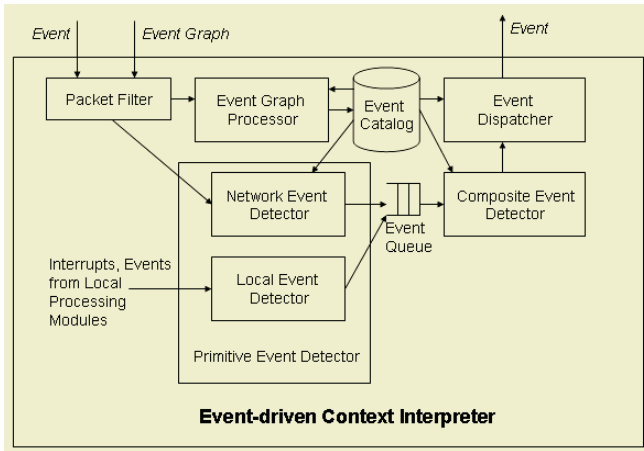 Event
Event Graph
Event
Packet Filter
Event Graph
Processor
Event
Catalog
Event
Dispatcher
Network Event
Detector
Event
Queue
Composite Event
Detector
Interrupts, Events
from Local
Processing
Modules
Local Event
Detector
Primitive Event Detector
Event-driven Context Interpreter